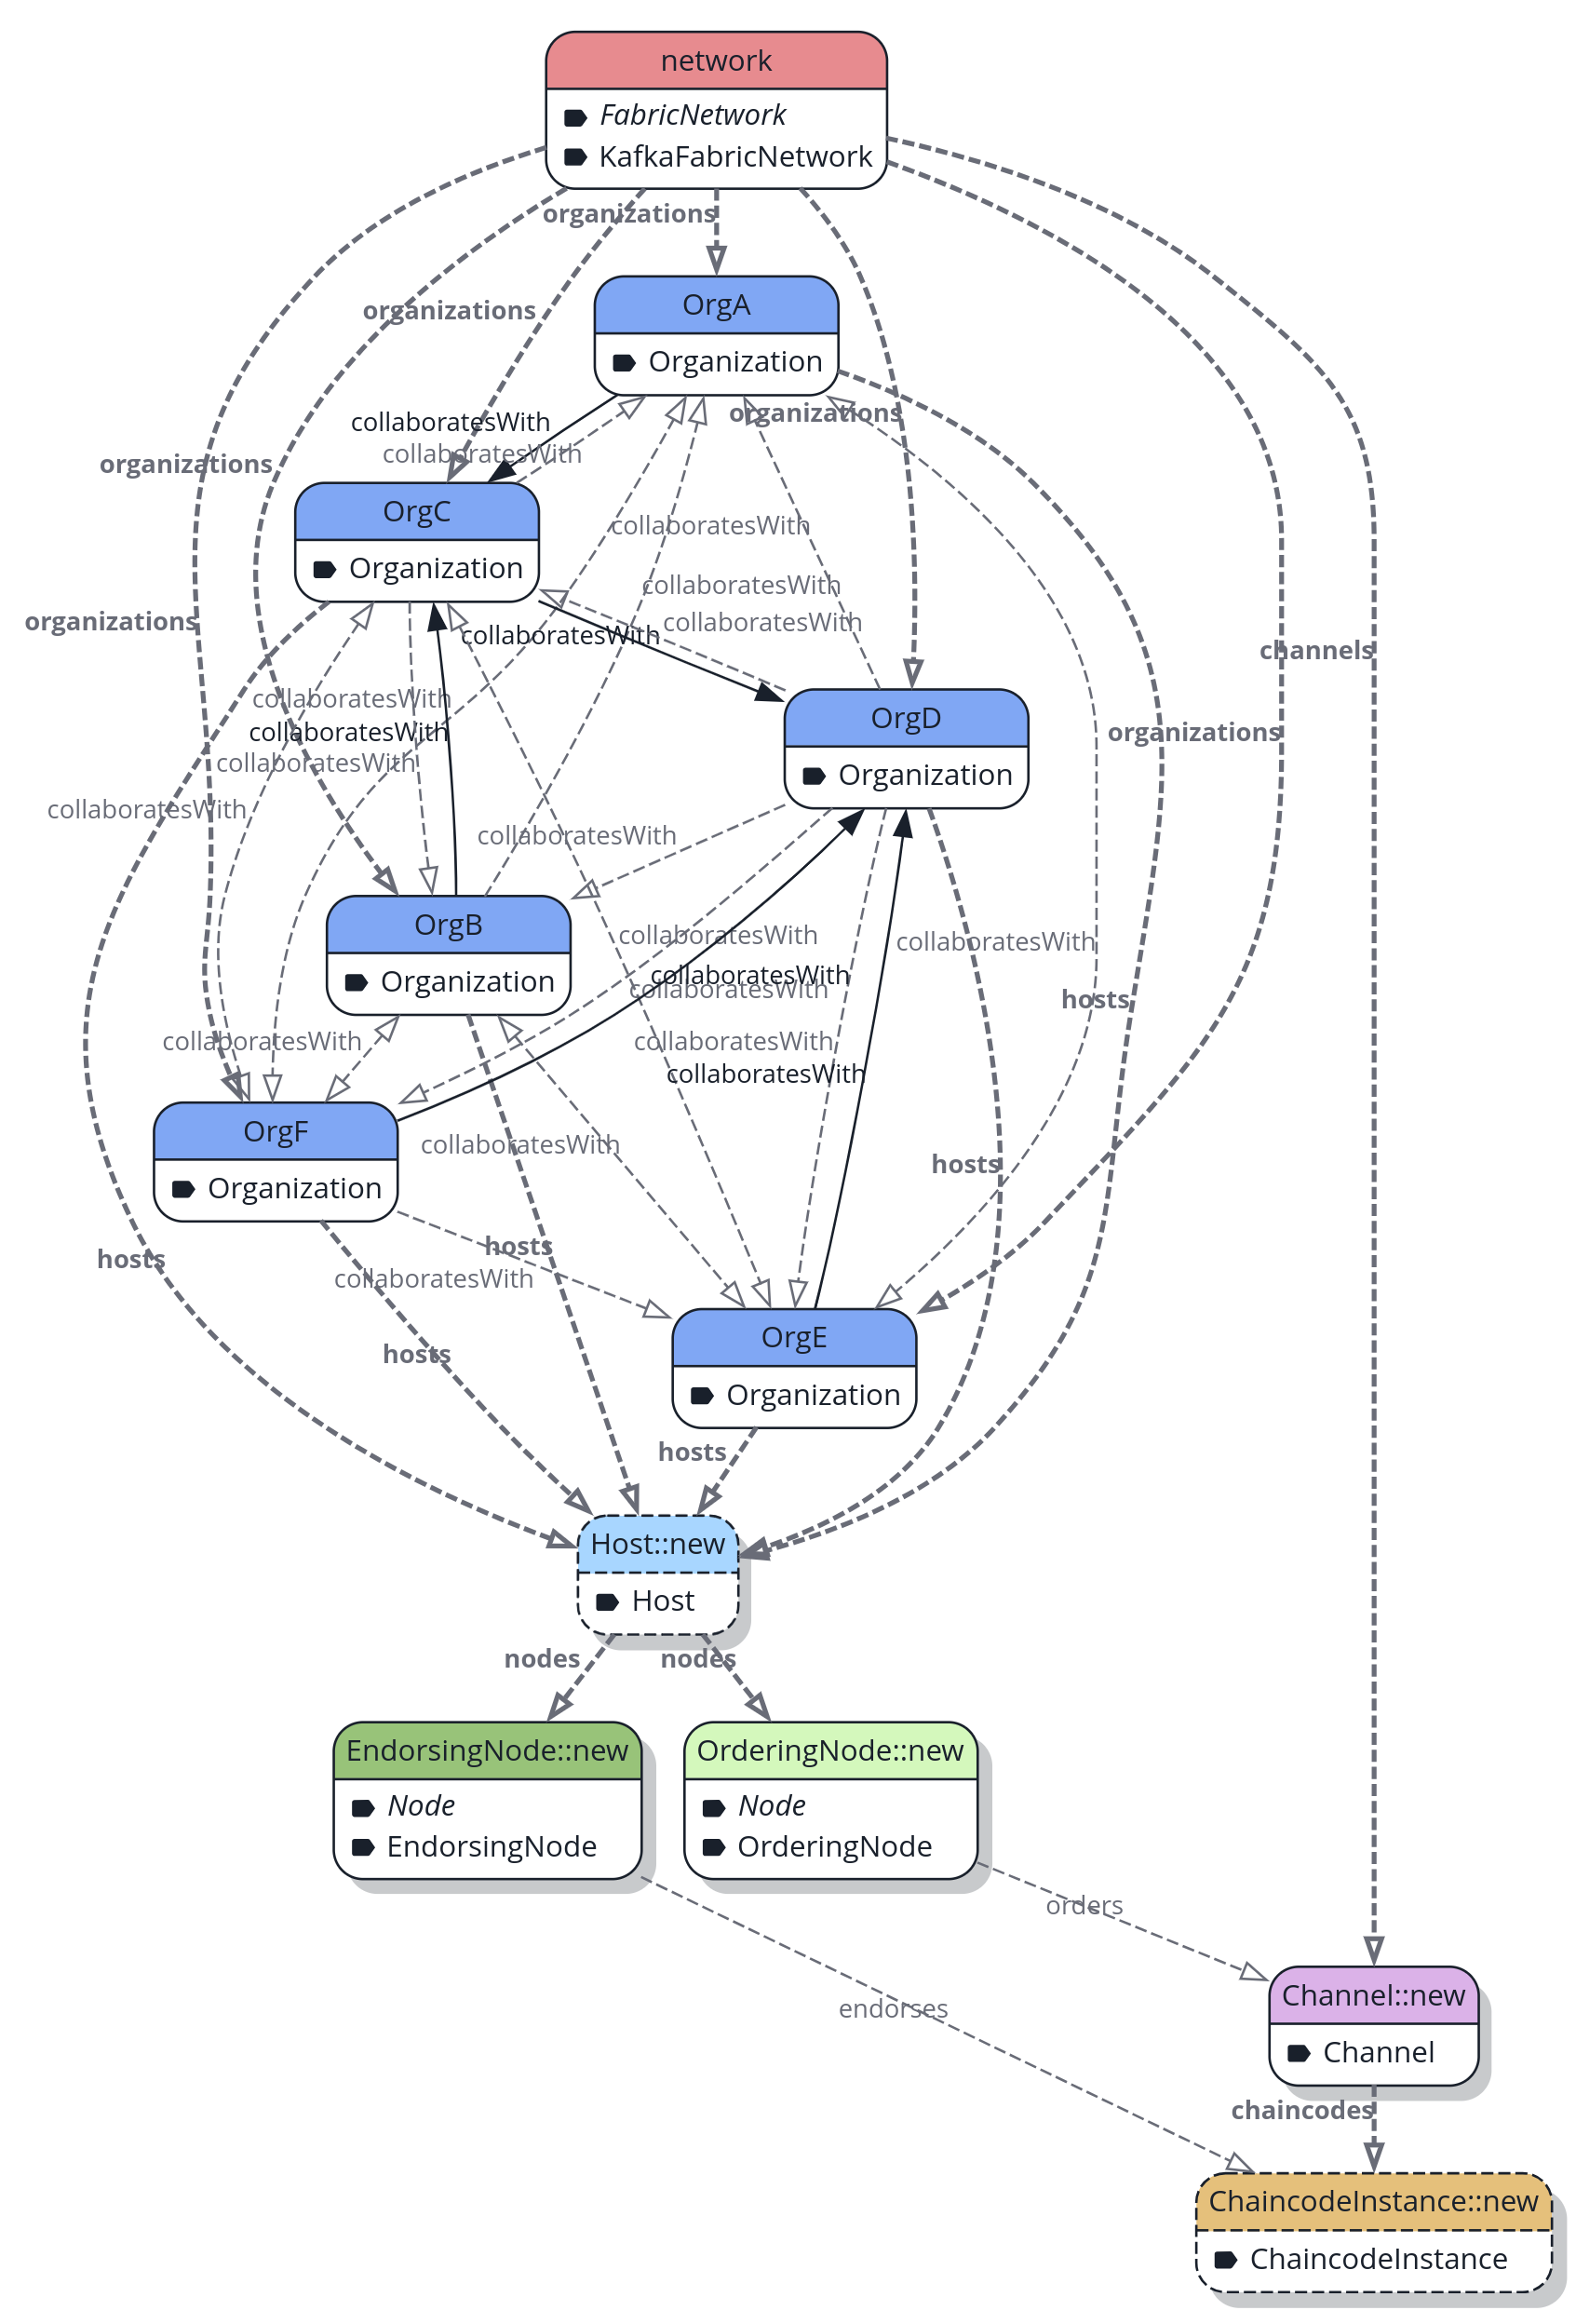 network
FabricNetwork
KafkaFabricNetwork
organizations
OrgA
Organization
organizations
organizations
collaboratesWith
collaboratesWith
organizations
OrgC
Organization
collaboratesWith
collaboratesWith
organizations
collaboratesWith
collaboratesWith
channels
collaboratesWith
OrgD
Organization
collaboratesWith
organizations
collaboratesWith
collaboratesWith
collaboratesWith
OrgB
Organization
collaboratesWith
collaboratesWith
collaboratesWith
collaboratesWith
hosts
collaboratesWith
collaboratesWith
collaboratesWith
OrgF
Organization
collaboratesWith
hosts
hosts
hosts
collaboratesWith
OrgE
Organization
hosts
hosts
Host::new
Host
nodes
nodes
EndorsingNode::new
Node
EndorsingNode
OrderingNode::new
Node
OrderingNode
orders
endorses
Channel::new
Channel
chaincodes
ChaincodeInstance::new
ChaincodeInstance